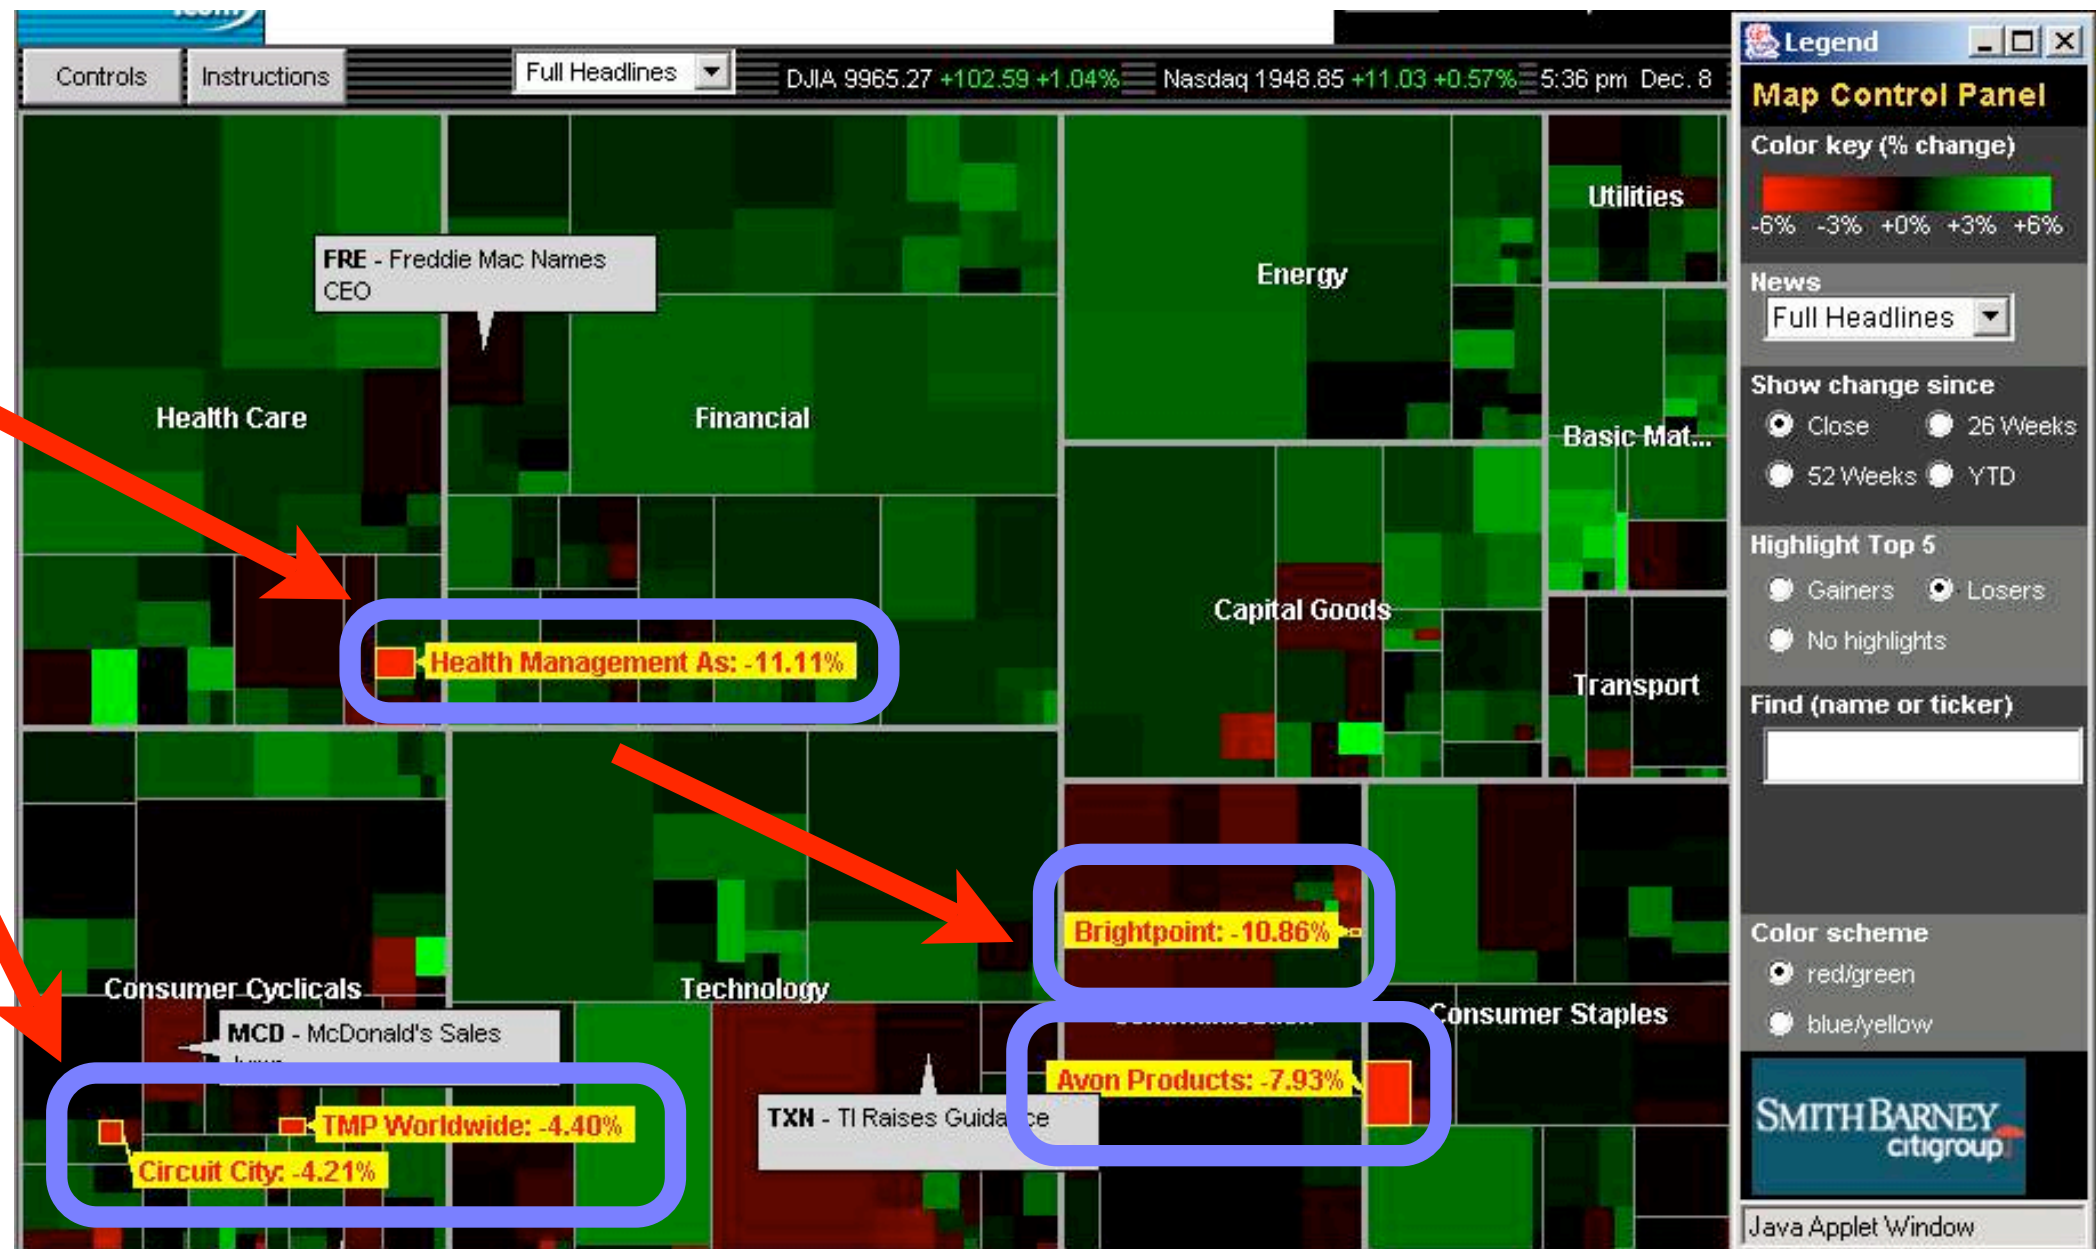 Controls
Instructions
Full Headlines
DJIA 9965.27 +102.59 +1.04%
Nasdaq 1948.85 +11.03 +0.57%
5:36 pm Dec. 8
FRE - Freddie Mac Names
CEO
Health Care
Financial
Energy
Utilities
Basic Mat...
Capital Goods
Transport
Health Management As: -11.11%
Brightpoint: -10.86%
Consumer Cyclicals
Technology
Consumer Staples
MCD - McDonald's Sales
Avon Products: -7.93%
TXN - TI Raises Guida ce
TMP Worldwide: -4.40%
Circuit City: -4.21%
Legend
Map Control Panel
Color key (% change)
-6% -3% +0% +3% +6%
News
Full Headlines
Show change since
Close
26 Weeks
52 Weeks
YTD
Highlight Top 5
Gainers
Losers
No highlights
Find (name or ticker)
Color scheme
red/green
blue/yellow
SMITH BARNEY
citigroup
Java Applet Window